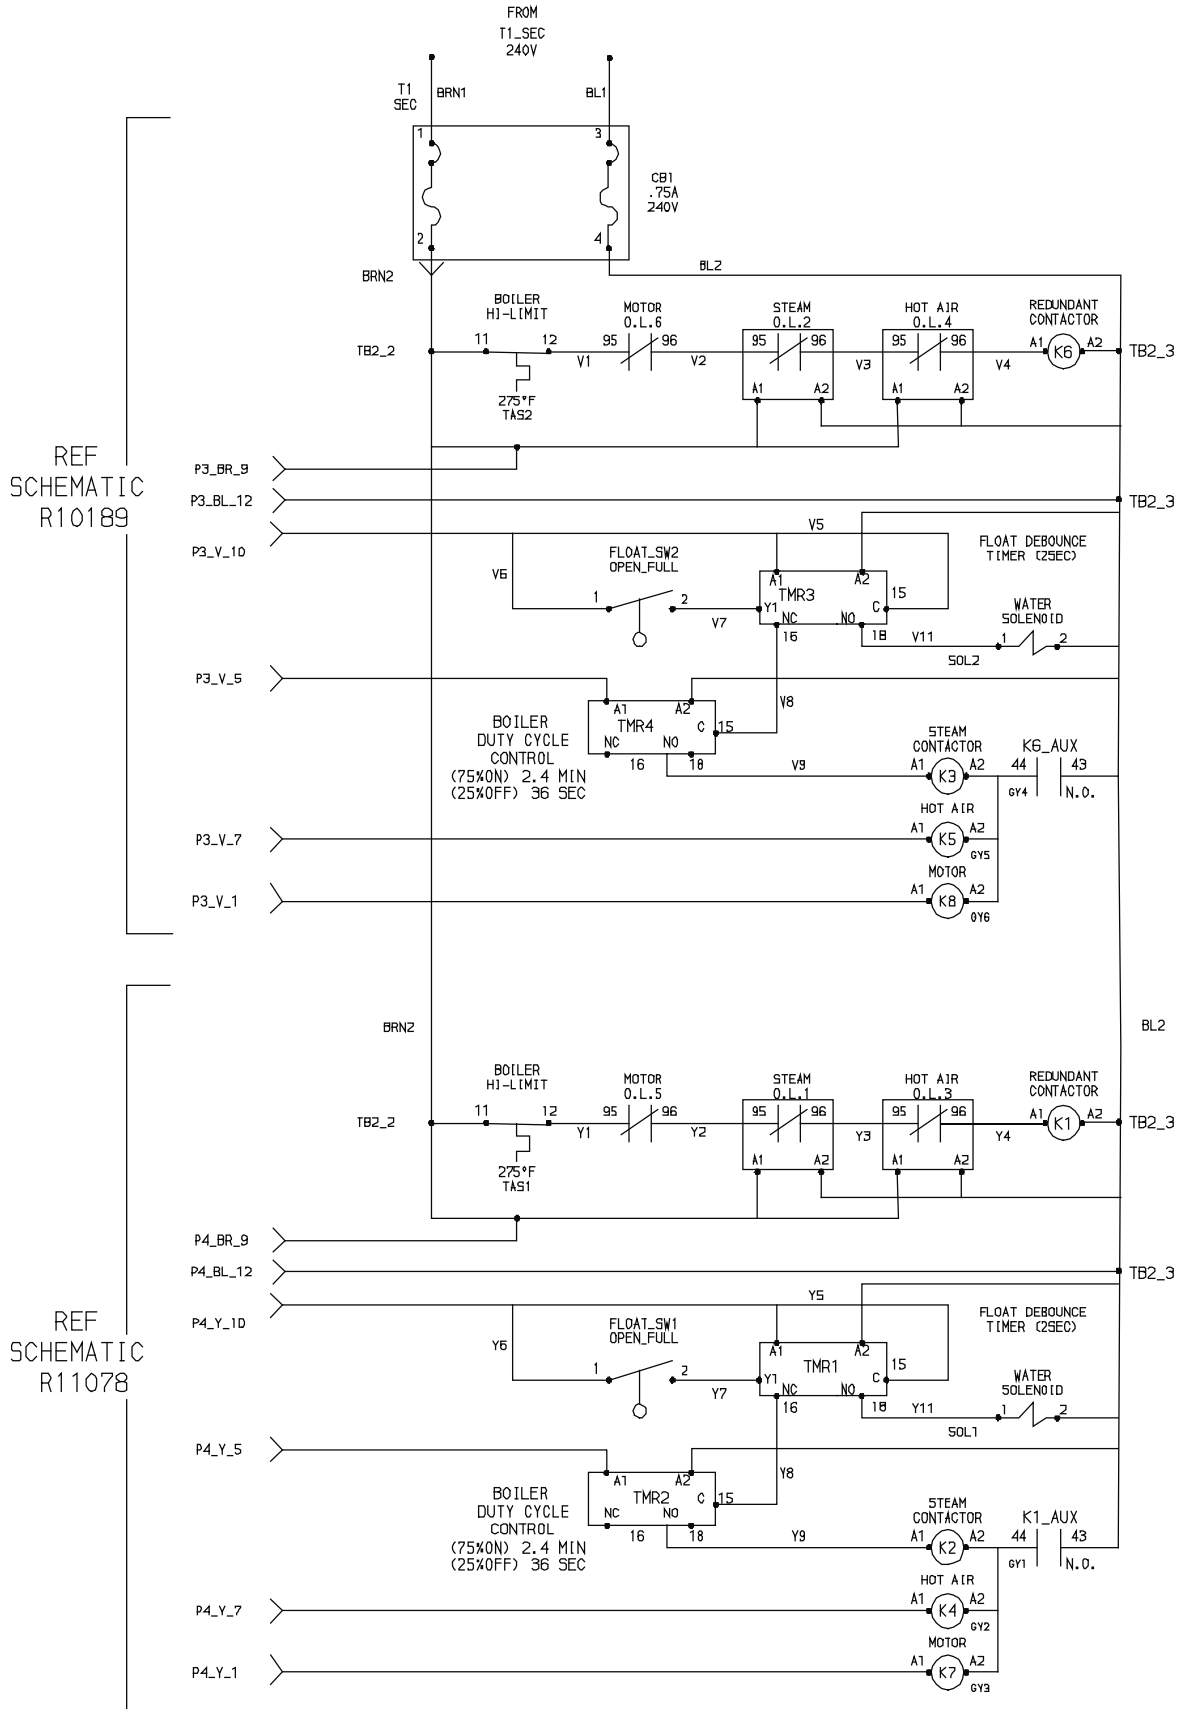 FROM
T1_SEC
240V
T1
SEC
BRN1
BL1
1
3
CB1
.75A
240V
2
4
BRN2
BL2
BOILER
HI-LIMIT
MOTOR
O.L.6
STEAM
O.L.2
HOT AIR
O.L.4
REDUNDANT
CONTACTOR
TB2_2
11
12
V1
95
96
V2
95
96
V3
95
96
V4
A1
K6
A2
TB2_3
275°F
TAS2
A1
A2
A1
A2
REF
SCHEMATIC
R10189
P3_BR_9
P3_BL_12
TB2_3
P3_V_10
V5
V6
FLOAT_SW2
OPEN_FULL
FLOAT DEBOUNCE
TIMER (2SEC)
A1
A2
TMR3
15
1
2
V7
Y1
C
NC
NO
16
18
V11
WATER
SOLENOID
1
2
SOL2
P3_V_5
V8
A1
A2
TMR4
C
15
NC
NO
16
18
BOILER
DUTY CYCLE
CONTROL
(75%ON) 2.4 MIN
(25%OFF) 36 SEC
V9
STEAM
CONTACTOR
A1
K3
A2
K6_AUX
44
43
GY4
N.O.
P3_V_7
HOT AIR
A1
K5
A2
GY5
P3_V_1
MOTOR
A1
K8
A2
GY6
BRN2
BL2
BOILER
HI-LIMIT
MOTOR
O.L.5
STEAM
O.L.1
HOT AIR
O.L.3
REDUNDANT
CONTACTOR
TB2_2
11
12
Y1
95
96
Y2
95
96
Y3
95
96
Y4
A1
K1
A2
TB2_3
275°F
TAS1
A1
A2
A1
A2
P4_BR_9
P4_BL_12
TB2_3
REF
SCHEMATIC
R11078
P4_Y_10
Y5
Y6
FLOAT_SW1
OPEN_FULL
FLOAT DEBOUNCE
TIMER (2SEC)
A1
A2
TMR1
15
1
2
Y7
Y1
C
NC
NO
16
18
Y11
WATER
SOLENOID
1
2
SOL1
P4_Y_5
Y8
A1
A2
TMR2
C
15
NC
NO
16
18
BOILER
DUTY CYCLE
CONTROL
(75%ON) 2.4 MIN
(25%OFF) 36 SEC
Y9
STEAM
CONTACTOR
A1
K2
A2
K1_AUX
44
43
GY1
N.O.
P4_Y_7
HOT AIR
A1
K4
A2
GY2
P4_Y_1
MOTOR
A1
K7
A2
GY3